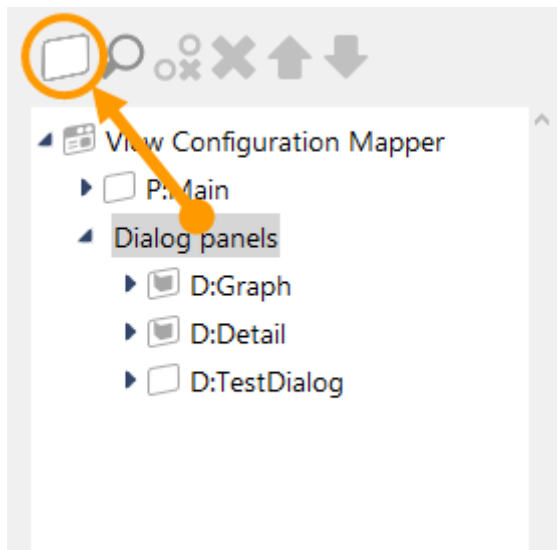 View Configuration Mapper
P:Main
Dialog panels
D:Graph
D:Detail
D:TestDialog